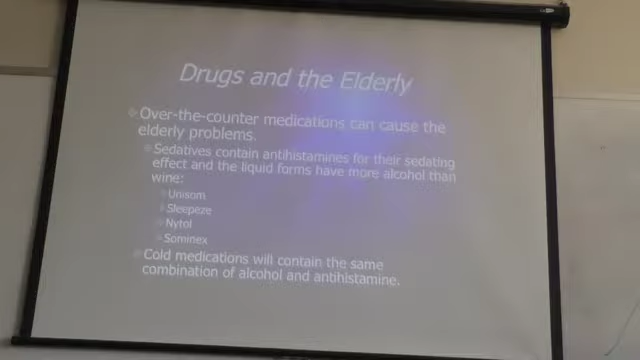 Drugs and the Elderly
Over-the-counter medications can cause the
elderly problems.
Sedatives contain antihistamines for their sedating
effect and the liquid forms have more alcohol than
wine:
Unisom
Sleepeze
Nytol
Sominex
Cold medications will contain the same
combination of alcohol and antihistamine.